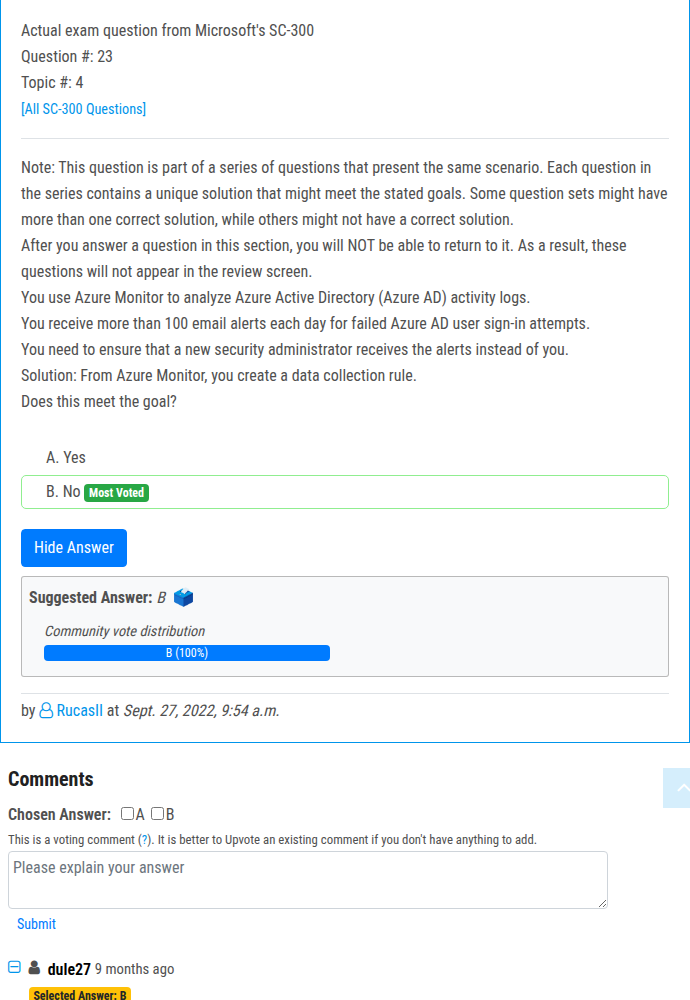 Actual exam question from Microsoft's SC-300
Question #: 23
Topic #: 4
[All SC-300 Questions]
Note: This question is part of a series of questions that present the same scenario. Each question in
the series contains a unique solution that might meet the stated goals. Some question sets might have
more than one correct solution, while others might not have a correct solution.
After you answer a question in this section, you will NOT be able to return to it. As a result, these
questions will not appear in the review screen.
You use Azure Monitor to analyze Azure Active Directory (Azure AD) activity logs.
You receive more than 100 email alerts each day for failed Azure AD user sign-in attempts.
You need to ensure that a new security administrator receives the alerts instead of you.
Solution: From Azure Monitor, you create a data collection rule.
Does this meet the goal?
A. Yes
B. No Most Voted
Hide Answer
Suggested Answer: B
Community vote distribution
B (100%)
by RucasII at Sept. 27, 2022, 9:54 a.m.
Comments
Chosen Answer: A B
This is a voting comment (?). It is better to Upvote an existing comment if you don't have anything to add.
Please explain your answer
Submit
dule27 9 months ago
Selected Answer: B